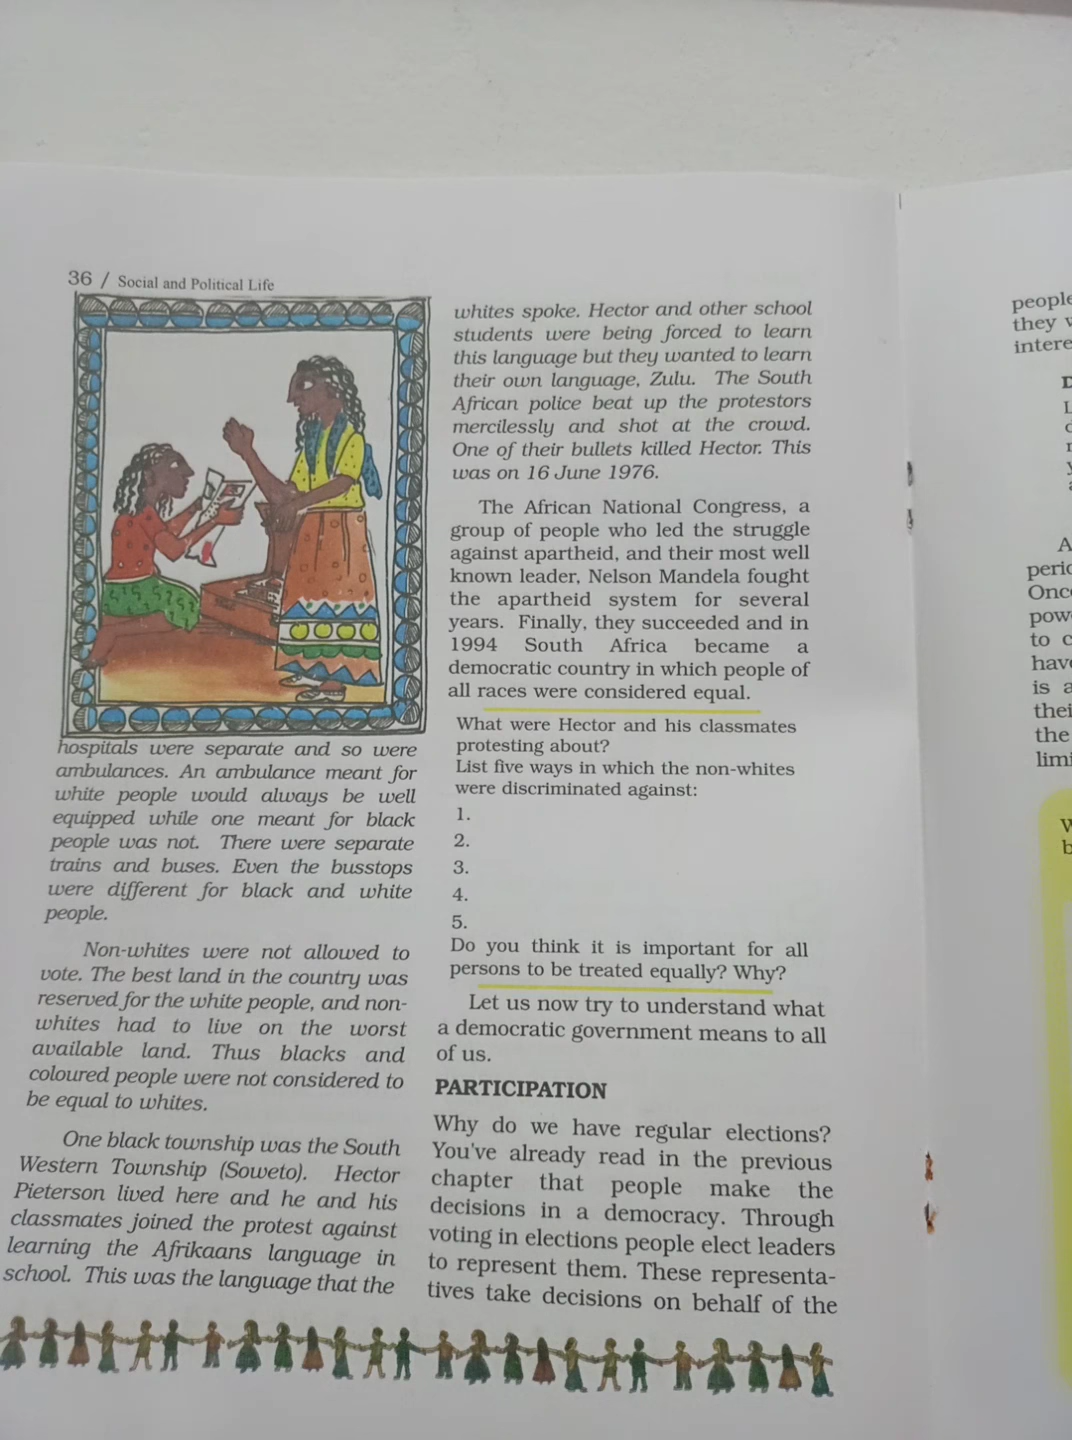 36 / Social and Political Life
hospitals were separate and so were
ambulances. An ambulance meant for
white people would always be well
equipped while one meant for black
people was not. There were separate
trains and buses. Even the busstops
were different for black and white
people.
Non-whites were not allowed to
vote. The best land in the country was
reserved for the white people, and non-
whites had to live on the worst
available land. Thus blacks and
coloured people were not considered to
be equal to whites.
One black township was the South
Western Township (Soweto). Hector
Pieterson lived here and he and his
classmates joined the protest against
learning the Afrikaans language in
school. This was the language that the
whites spoke. Hector and other school
students were being forced to learn
this language but they wanted to learn
their own language, Zulu. The South
African police beat up the protestors
mercilessly and shot at the crowd.
One of their bullets killed Hector. This
was on 16 June 1976.
The African National Congress, a
group of people who led the struggle
against apartheid, and their most well
known leader, Nelson Mandela fought
the apartheid system for several
years. Finally, they succeeded and in
1994 South Africa became a
democratic country in which people of
all races were considered equal.
What were Hector and his classmates
protesting about?
List five ways in which the non-whites
were discriminated against:
1.
2.
3.
4.
5.
Do you think it is important for all
persons to be treated equally? Why?
Let us now try to understand what
a democratic government means to all
of us.
PARTICIPATION
Why do we have regular elections?
You've already read in the previous
chapter that people make the
decisions in a democracy. Through
voting in elections people elect leaders
to represent them. These representa-
tives take decisions on behalf of the
people
they
intere
A
perio
Once
pow
to c
have
is a
thei
the
limi